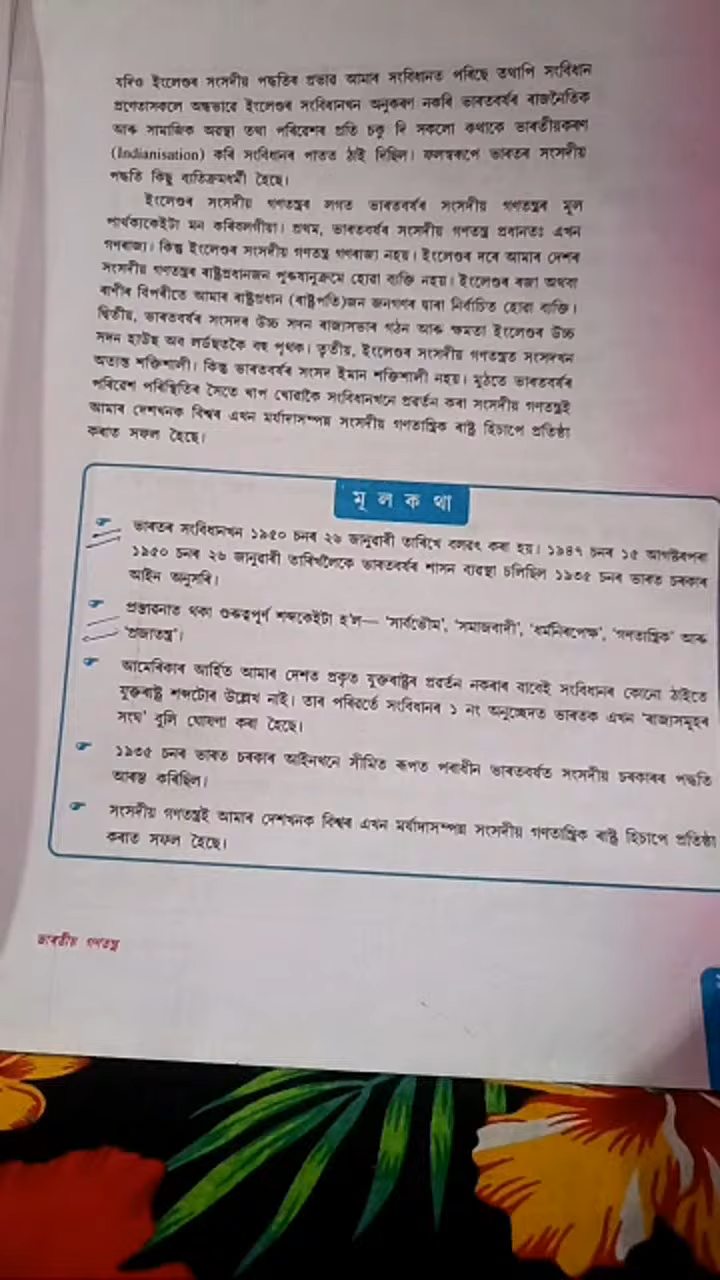 যদিও ইংলেণ্ডৰ সংসদীয় পদ্ধতিৰ প্ৰভাৱ আমাৰ সংবিধানত পৰিছে তথাপি সংবিধান
প্ৰণেতাসকলে অন্ধভাৱে ইংলেণ্ডৰ সংবিধানখন অনুকৰণ নকৰি ভাৰতবৰ্ষৰ ৰাজনৈতিক
আৰু সামাজিক অৱস্থা তথা পৰিৱেশৰ প্ৰতি চকু দি সকলো কথাকে ভাৰতীয়কৰণ
(Indianisation) কৰি সংবিধানৰ পাতত ঠাই দিছিল। ফলস্বৰূপে ভাৰতৰ সংসদীয়
পদ্ধতি কিছু ব্যতিক্ৰমধৰ্মী হৈছে।
ইংলেণ্ডৰ সংসদীয় গণতন্ত্ৰৰ লগত ভাৰতবৰ্ষৰ সংসদীয় গণতন্ত্ৰৰ মূল
পাৰ্থক্যকেইটা মন কৰিবলগীয়া। প্ৰথম, ভাৰতবৰ্ষৰ সংসদীয় গণতন্ত্ৰ প্ৰধানতঃ এখন
গণৰাজ্য। কিন্তু ইংলেণ্ডৰ সংসদীয় গণতন্ত্ৰ গণৰাজ্য নহয়। ইংলেণ্ডৰ দৰে আমাৰ দেশৰ
সংসদীয় গণতন্ত্ৰৰ ৰাষ্ট্ৰপ্ৰধানজন পুৰুষানুক্ৰমে হোৱা ব্যক্তি নহয়। ইংলেণ্ডৰ ৰজা অথবা
ৰাণীৰ বিপৰীতে আমাৰ ৰাষ্ট্ৰপ্ৰধান (ৰাষ্ট্ৰপতি)জন জনগণৰ দ্বাৰা নিৰ্বাচিত হোৱা ব্যক্তি।
দ্বিতীয়, ভাৰতবৰ্ষৰ সংসদৰ উচ্চ সদন ৰাজ্যসভাৰ গঠন আৰু ক্ষমতা ইংলেণ্ডৰ উচ্চ
সদন হাউছ অব লৰ্ডছতকৈ বহু পৃথক। তৃতীয়, ইংলেণ্ডৰ সংসদীয় গণতন্ত্ৰত সংসদখন
অত্যন্ত শক্তিশালী। কিন্তু ভাৰতবৰ্ষৰ সংসদ ইমান শক্তিশালী নহয়। মুঠতে ভাৰতবৰ্ষৰ
পৰিৱেশ পৰিস্থিতিৰ সৈতে খাপ খোৱাকৈ সংবিধানখনে প্ৰৱৰ্তন কৰা সংসদীয় গণতন্ত্ৰই
আমাৰ দেশখনক বিশ্বৰ এখন মৰ্যাদাসম্পন্ন সংসদীয় গণতান্ত্ৰিক ৰাষ্ট্ৰ হিচাপে প্ৰতিষ্ঠা
কৰাত সফল হৈছে।
মূলকথা
ভাৰতৰ সংবিধানখন ১৯৫০ চনৰ ২৬ জানুৱাৰী তাৰিখে বলৱৎ কৰা হয়। ১৯৪৭ চনৰ ১৫ আগষ্টৰপৰা
১৯৫০ চনৰ ২৬ জানুৱাৰী তাৰিখলৈকে ভাৰতবৰ্ষৰ শাসন ব্যৱস্থা চলিছিল ১৯৩৫ চনৰ ভাৰত চৰকাৰ
আইন অনুসৰি।
প্ৰস্তাৱনাত থকা গুৰুত্বপূৰ্ণ শব্দকেইটা হ'ল— 'সাৰ্বভৌম', 'সমাজবাদী', 'ধৰ্মনিৰপেক্ষ', 'গণতান্ত্ৰিক' আৰু
'প্ৰজাতন্ত্ৰ'।
আমেৰিকাৰ আৰ্হিত আমাৰ দেশত প্ৰকৃত যুক্তৰাষ্ট্ৰৰ প্ৰৱৰ্তন নকৰাৰ বাবেই সংবিধানৰ কোনো ঠাইতে
যুক্তৰাষ্ট্ৰ শব্দটোৰ উল্লেখ নাই। তাৰ পৰিৱৰ্তে সংবিধানৰ ১ নং অনুচ্ছেদত ভাৰতক এখন 'ৰাজ্যসমূহৰ
সংঘ' বুলি ঘোষণা কৰা হৈছে।
১৯৩৫ চনৰ ভাৰত চৰকাৰ আইনখনে সীমিত ৰূপত পৰাধীন ভাৰতবৰ্ষত সংসদীয় চৰকাৰৰ পদ্ধতি
আৰম্ভ কৰিছিল।
সংসদীয় গণতন্ত্ৰই আমাৰ দেশখনক বিশ্বৰ এখন মৰ্যাদাসম্পন্ন সংসদীয় গণতান্ত্ৰিক ৰাষ্ট্ৰ হিচাপে প্ৰতিষ্ঠা
কৰাত সফল হৈছে।
ভাৰতীয় গণতন্ত্ৰ